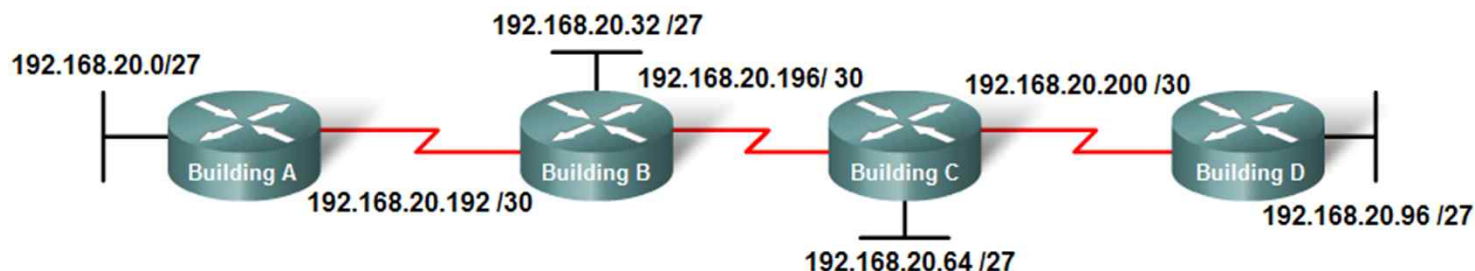 192.168.20.32 /27
192.168.20.0/27
192.168.20.196/ 30
192.168.20.200 /30
Building A
Building B
Building C
Building D
192.168.20.192 /30
192.168.20.96 /27
192.168.20.64 /27